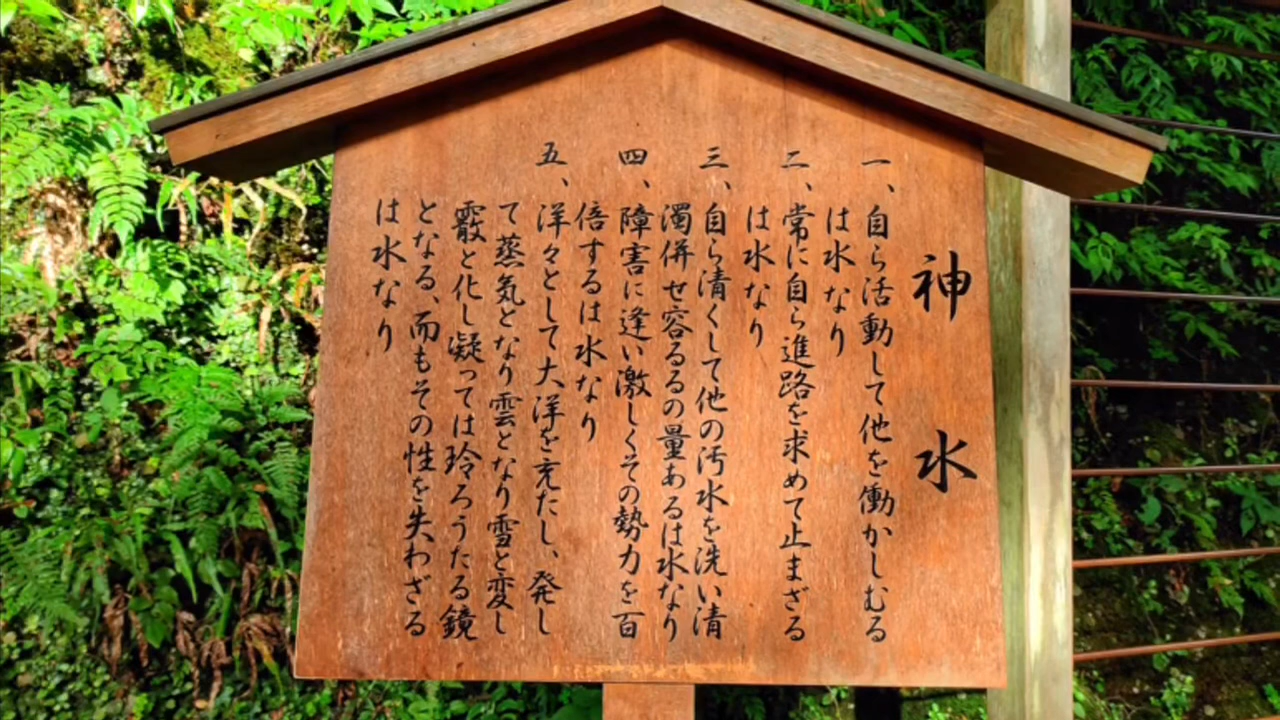 神水
一、自ら活動して他を働かしむる
は水なり
二、常に自ら進路を求めて止まざる
は水なり
三、自ら清くして他の汚水を洗い清
濁併せ容るるの量あるは水なり
四、障害に逢い激しくその勢力を百
倍するは水なり
五、洋々として大洋を充たし、発し
て蒸気となり雲となり雪と変し
霰と化し凝っては玲ろうたる鏡
となる、而もその性を失わざる
は水なり